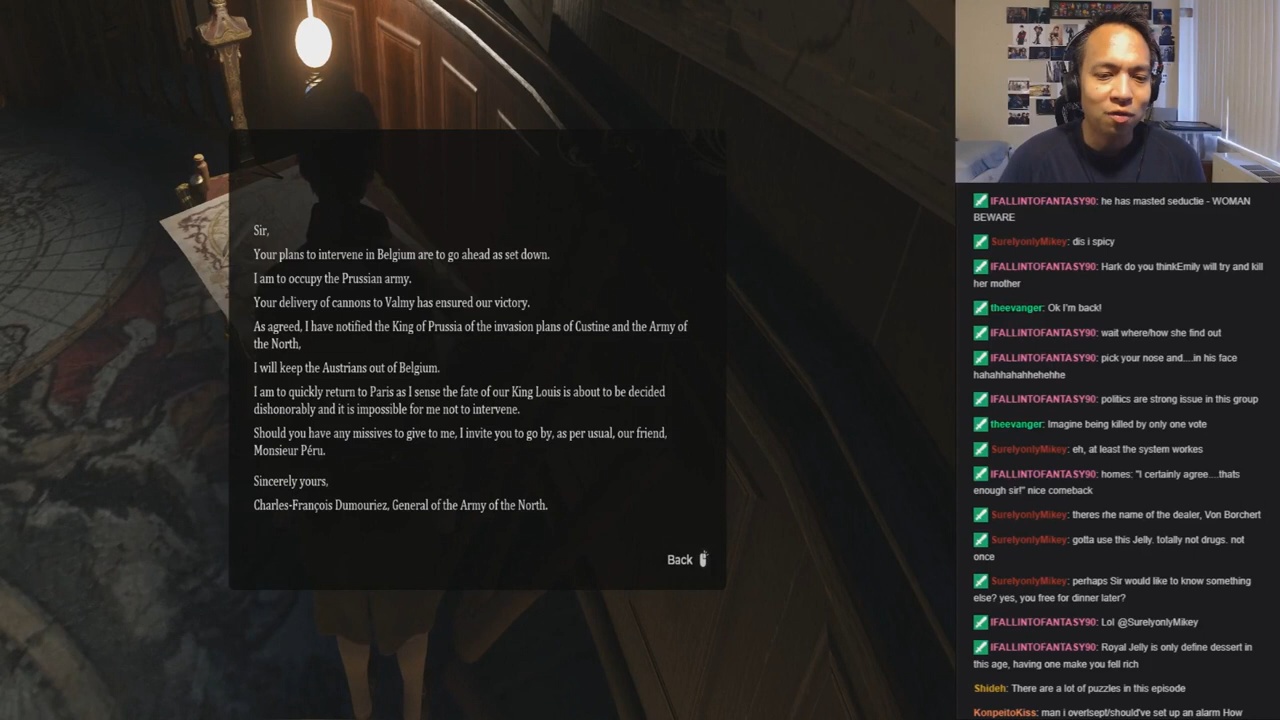 Sir,
Your plans to intervene in Belgium are to go ahead as set down.
I am to occupy the Prussian army.
Your delivery of cannons to Valmy has ensured our victory.
As agreed, I have notified the King of Prussia of the invasion plans of Custine and the Army of
the North,
I will keep the Austrians out of Belgium.
I am to quickly return to Paris as I sense the fate of our King Louis is about to be decided
dishonorably and it is impossible for me not to intervene.
Should you have any missives to give to me, I invite you to go by, as per usual, our friend,
Monsieur Péru.
Sincerely yours,
Charles-François Dumouriez, General of the Army of the North.
Back
IFALLINTOFANTASY90: he has masted seductie - WOMAN
BEWARE
SurelyonlyMikey: dis i spicy
IFALLINTOFANTASY90: Hark do you thinkEmily will try and kill
her mother
theevanger: Ok I'm back!
IFALLINTOFANTASY90: wait where/how she find out
IFALLINTOFANTASY90: pick your nose and....in his face
hahahhahahhehehhe
IFALLINTOFANTASY90: politics are strong issue in this group
theevanger: Imagine being killed by only one vote
SurelyonlyMikey: eh, at least the system workes
IFALLINTOFANTASY90: homes: "I certainly agree....thats
enough sir!" nice comeback
SurelyonlyMikey: theres rhe name of the dealer, Von Borchert
SurelyonlyMikey: gotta use this Jelly. totally not drugs. not
once
SurelyonlyMikey: perhaps Sir would like to know something
else? yes, you free for dinner later?
IFALLINTOFANTASY90: Lol @SurelyonlyMikey
IFALLINTOFANTASY90: Royal Jelly is only define dessert in
this age, having one make you fell rich
Shideh: There are a lot of puzzles in this episode
KonpeitoKiss: man i overlsept/should've set up an alarm How